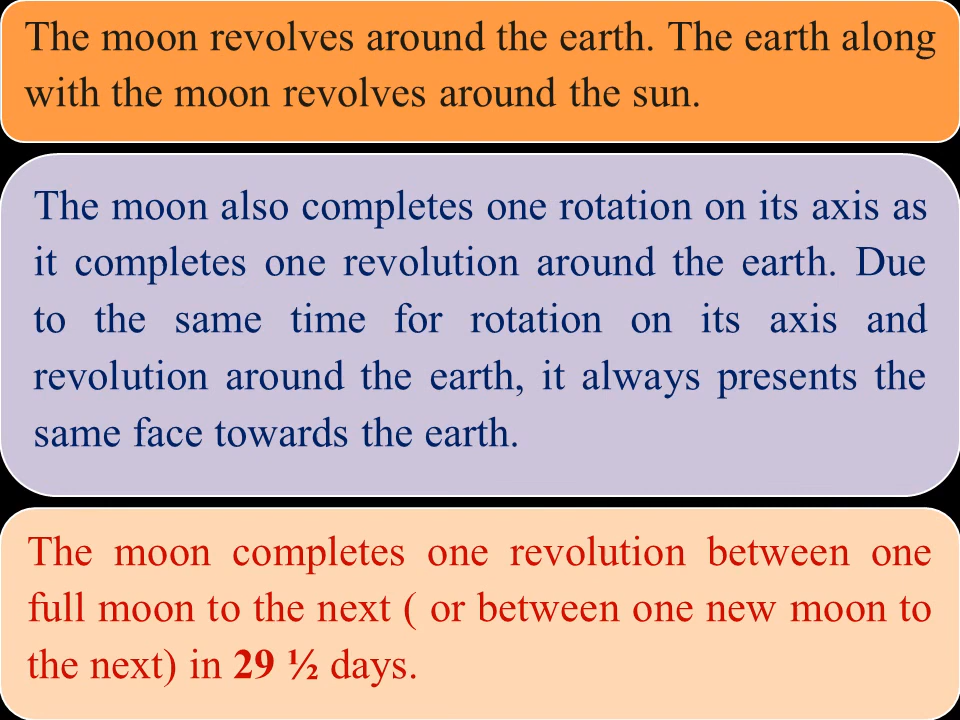 The moon revolves around the earth. The earth along
with the moon revolves around the sun.
The moon also completes one rotation on its axis as
it completes one revolution around the earth. Due
to the same time for rotation on its axis and
revolution around the earth, it always presents the
same face towards the earth.
The moon completes one revolution between one
full moon to the next ( or between one new moon to
the next) in 29 ½ days.